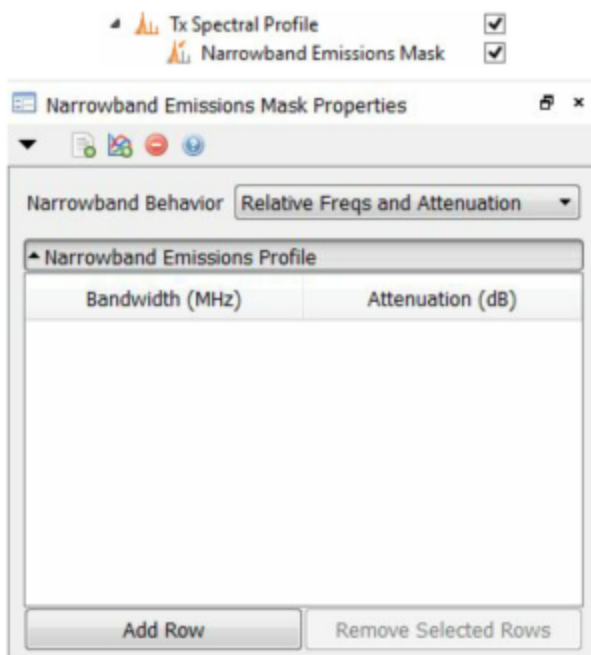 Tx Spectral Profile
Narrowband Emissions Mask
Narrowband Emissions Mask Properties
Narrowband Behavior Relative Freqs and Attenuation
Narrowband Emissions Profile
Bandwidth (MHz) Attenuation (dB)
Add Row Remove Selected Rows